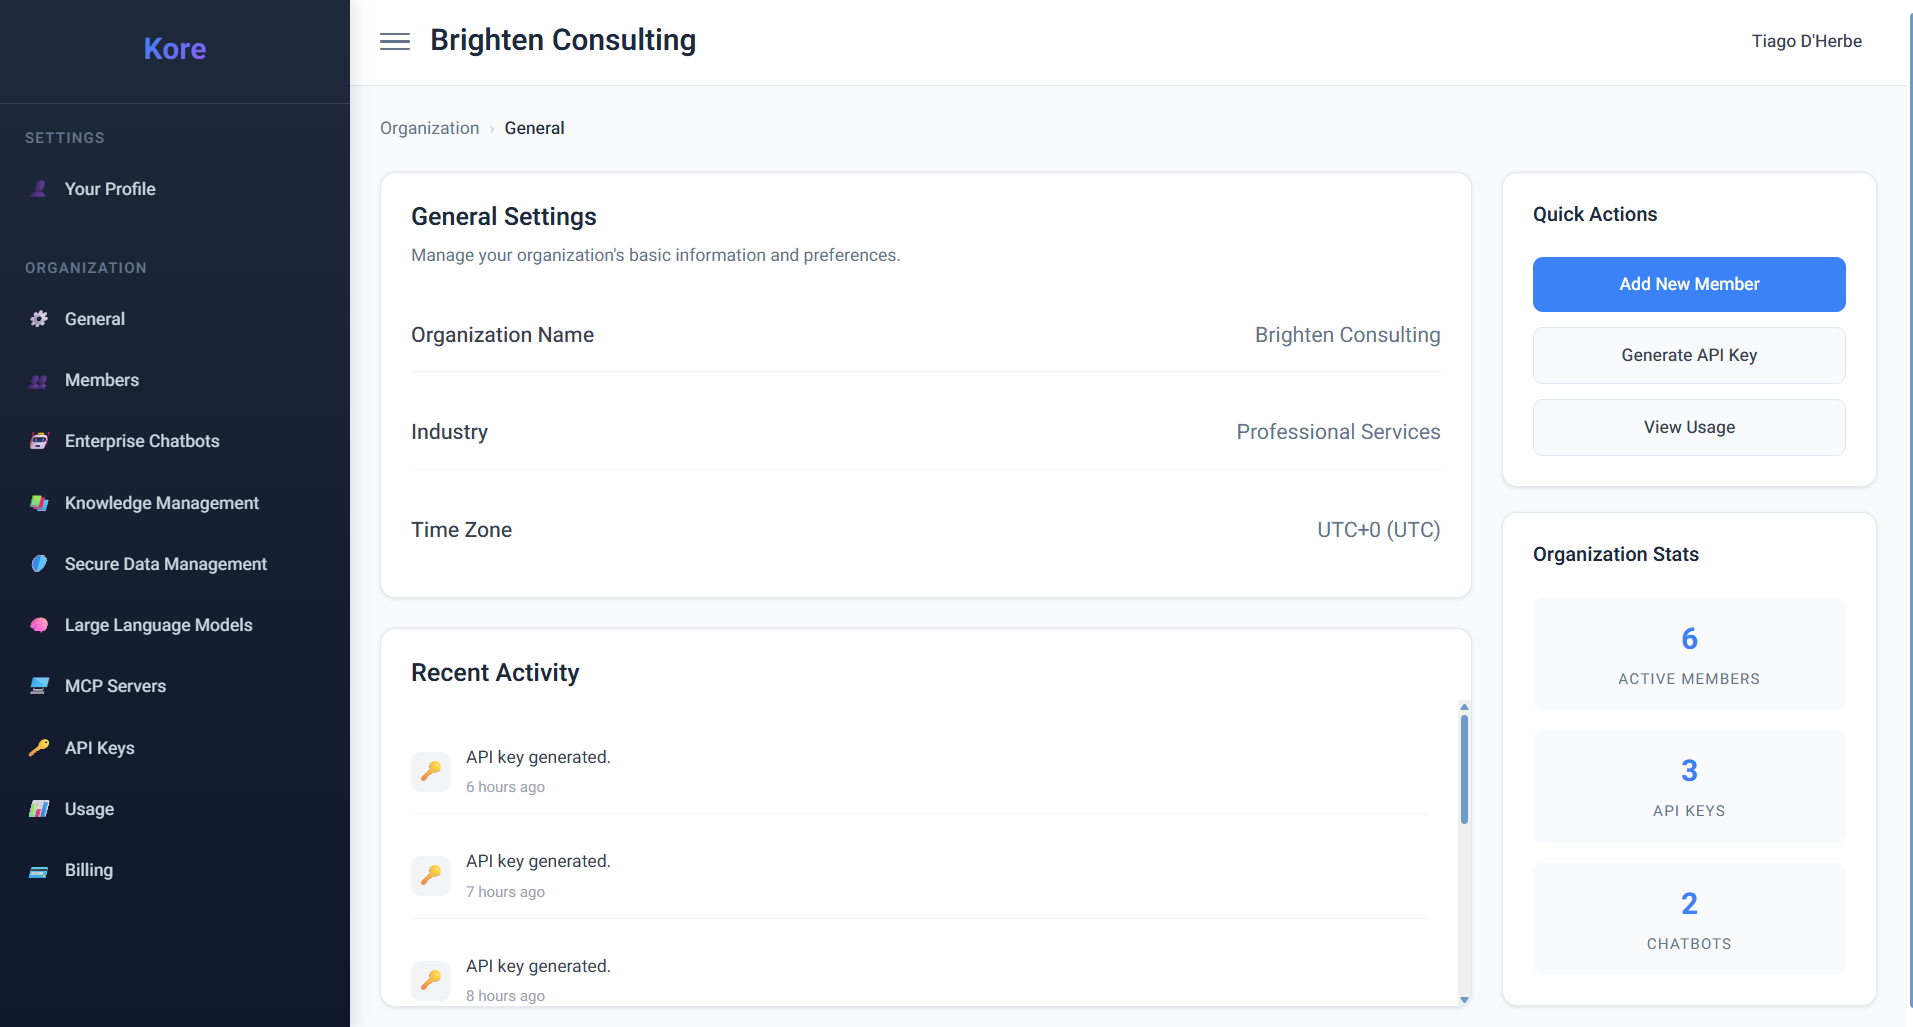 Kore
SETTINGS
Your Profile
ORGANIZATION
General
Members
Enterprise Chatbots
Knowledge Management
Secure Data Management
Large Language Models
MCP Servers
API Keys
Usage
Billing
Brighten Consulting
Tiago D'Herbe
Organization › General
General Settings
Manage your organization's basic information and preferences.
Organization Name
Brighten Consulting
Industry
Professional Services
Time Zone
UTC+0 (UTC)
Recent Activity
API key generated.
6 hours ago
API key generated.
7 hours ago
API key generated.
8 hours ago
Quick Actions
Add New Member
Generate API Key
View Usage
Organization Stats
6
ACTIVE MEMBERS
3
API KEYS
2
CHATBOTS